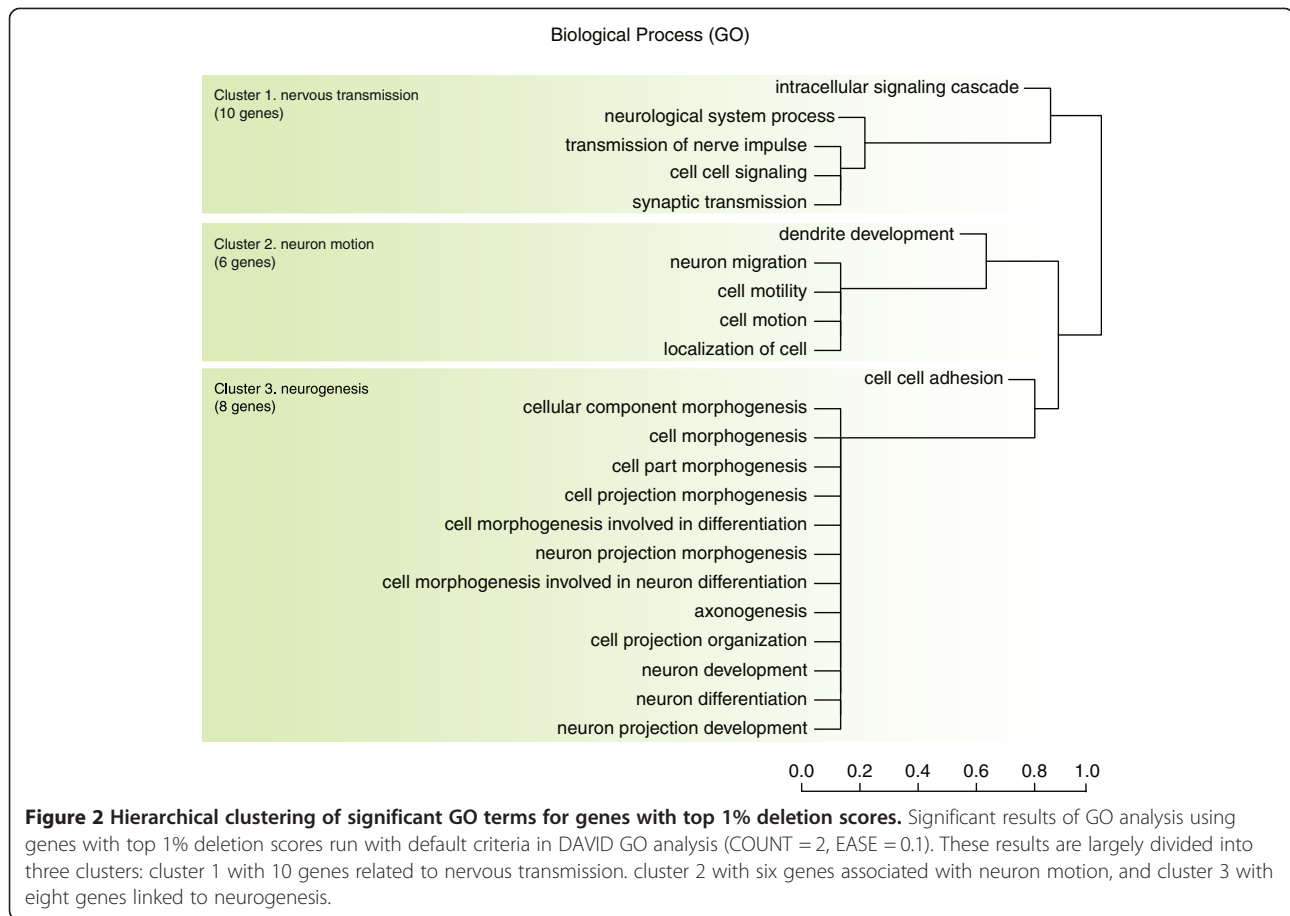 Biological Process (GO)
Cluster 1. nervous transmission
(10 genes)
intracellular signaling cascade
neurological system process
transmission of nerve impulse
cell cell signaling
synaptic transmission
Cluster 2. neuron motion
(6 genes)
dendrite development
neuron migration
cell motility
cell motion
localization of cell
Cluster 3. neurogenesis
(8 genes)
cell cell adhesion
cellular component morphogenesis
cell morphogenesis
cell part morphogenesis
cell projection morphogenesis
cell morphogenesis involved in differentiation
neuron projection morphogenesis
cell morphogenesis involved in neuron differentiation
axonogenesis
cell projection organization
neuron development
neuron differentiation
neuron projection development
0.0 0.2 0.4 0.6 0.8 1.0
Figure 2 Hierarchical clustering of significant GO terms for genes with top 1% deletion scores. Significant results of GO analysis using
genes with top 1% deletion scores run with default criteria in DAVID GO analysis (COUNT = 2, EASE = 0.1). These results are largely divided into
three clusters: cluster 1 with 10 genes related to nervous transmission. cluster 2 with six genes associated with neuron motion, and cluster 3 with
eight genes linked to neurogenesis.